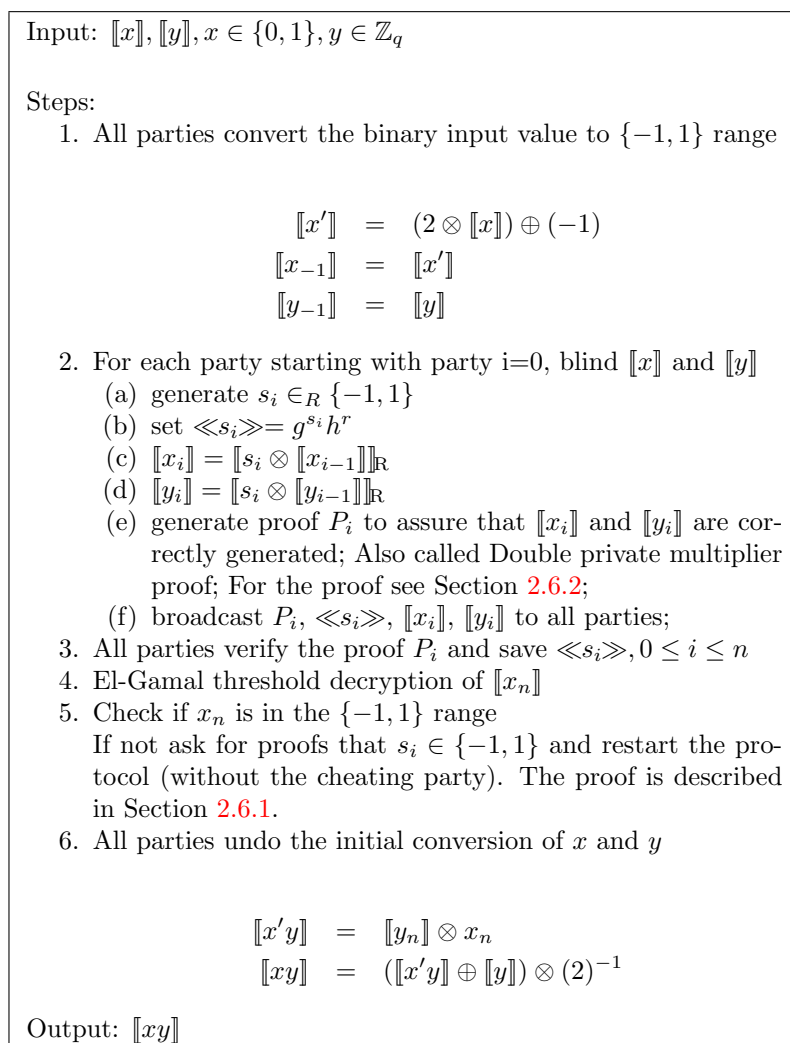 Input: ⟦x⟧, ⟦y⟧, x ∈ {0, 1}, y ∈ ℤ_q
Steps:
1. All parties convert the binary input value to {−1, 1} range
⟦x′⟧ = (2 ⊗ ⟦x⟧) ⊕ (−1)
⟦x_{−1}⟧ = ⟦x′⟧
⟦y_{−1}⟧ = ⟦y⟧
2. For each party starting with party i=0, blind ⟦x⟧ and ⟦y⟧
(a) generate s_i ∈_R {−1, 1}
(b) set ≪s_i≫= g^{s_i} h^r
(c) ⟦x_i⟧ = ⟦s_i ⊗ ⟦x_{i−1}⟧⟧_R
(d) ⟦y_i⟧ = ⟦s_i ⊗ ⟦y_{i−1}⟧⟧_R
(e) generate proof P_i to assure that ⟦x_i⟧ and ⟦y_i⟧ are cor-
rectly generated; Also called Double private multiplier
proof; For the proof see Section 2.6.2;
(f) broadcast P_i, ≪s_i≫, ⟦x_i⟧, ⟦y_i⟧ to all parties;
3. All parties verify the proof P_i and save ≪s_i≫, 0 ≤ i ≤ n
4. El-Gamal threshold decryption of ⟦x_n⟧
5. Check if x_n is in the {−1, 1} range
If not ask for proofs that s_i ∈ {−1, 1} and restart the pro-
tocol (without the cheating party). The proof is described
in Section 2.6.1.
6. All parties undo the initial conversion of x and y
⟦x′y⟧ = ⟦y_n⟧ ⊗ x_n
⟦xy⟧ = (⟦x′y⟧ ⊕ ⟦y⟧) ⊗ (2)^{−1}
Output: ⟦xy⟧